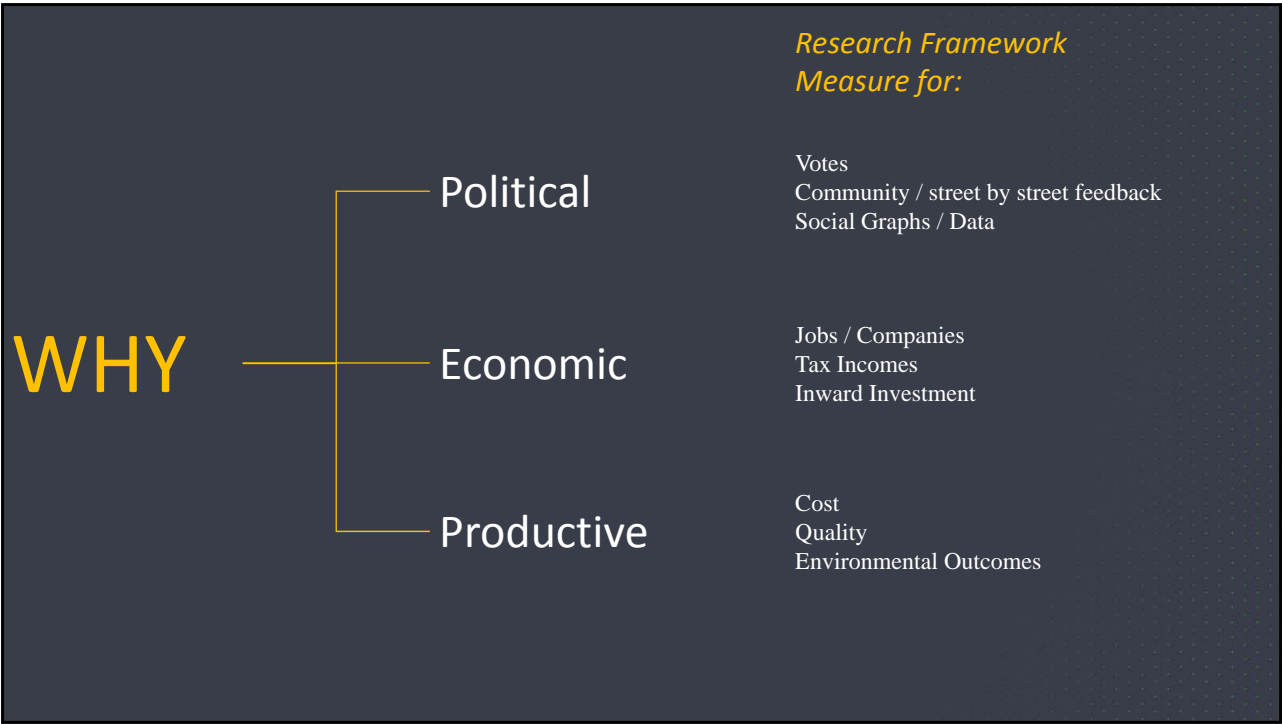 Research Framework
Measure for:
WHY
Political
Votes
Community / street by street feedback
Social Graphs / Data
Economic
Jobs / Companies
Tax Incomes
Inward Investment
Productive
Cost
Quality
Environmental Outcomes